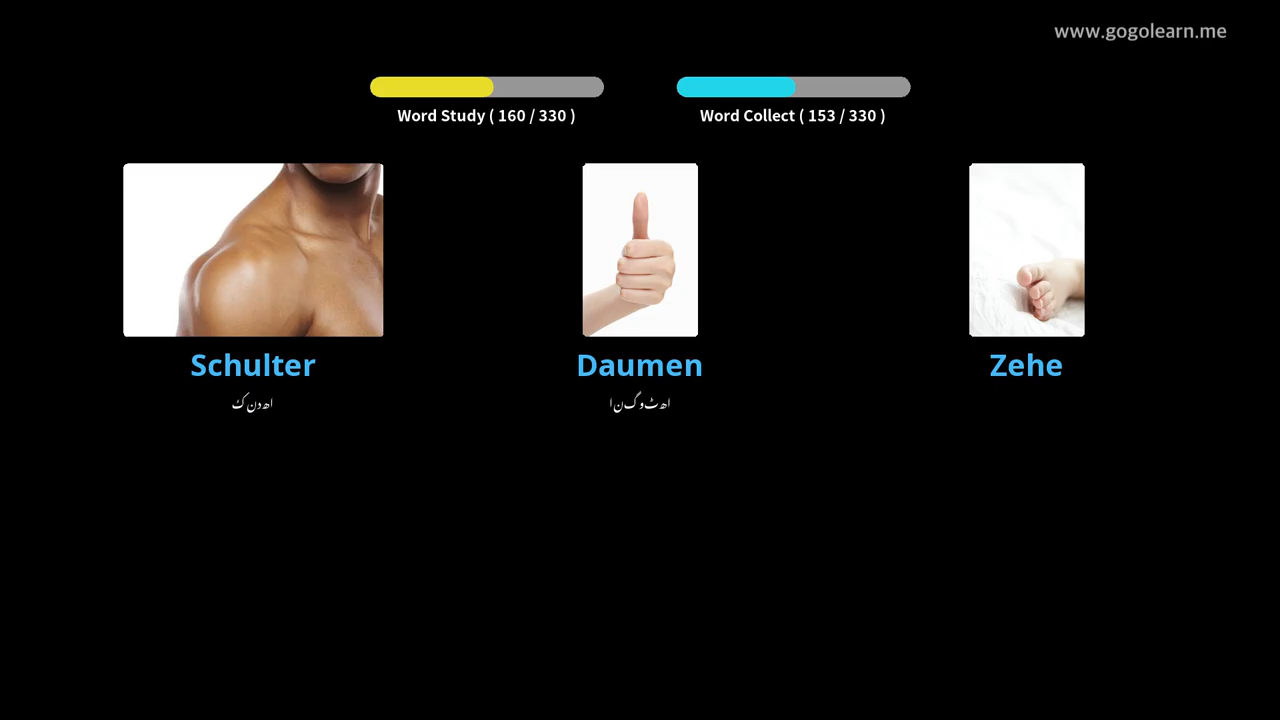 www.gogolearn.me
Word Study ( 160 / 330 )
Word Collect ( 153 / 330 )
Schulter
Daumen
Zehe
اھدنک
اھٹوگنا